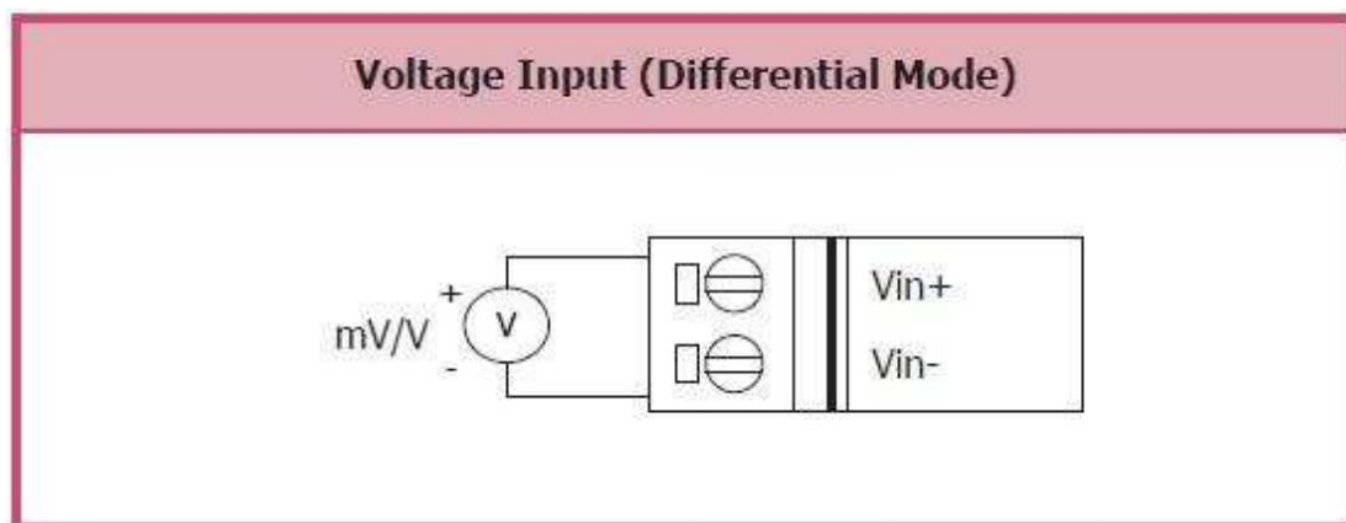 Voltage Input (Differential Mode)
+
mV/V
V
-
Vin+
Vin-